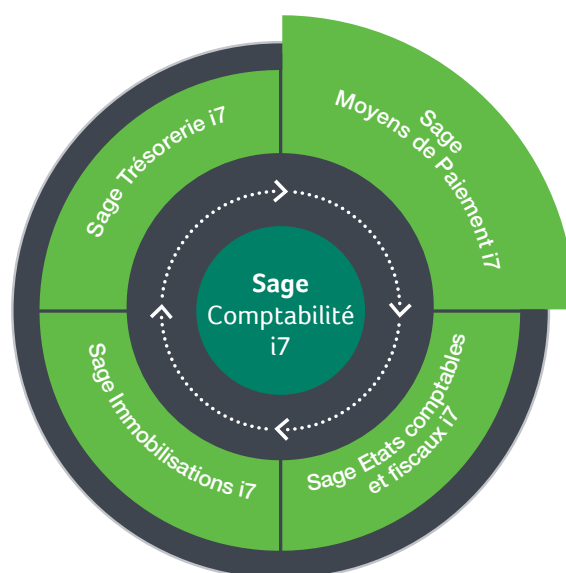 Sage Trésorerie i7
Sage
Moyens de Paiement i7
Sage
Comptabilité
i7
Sage Immobilisations i7
Sage Etats comptables
et fiscaux i7